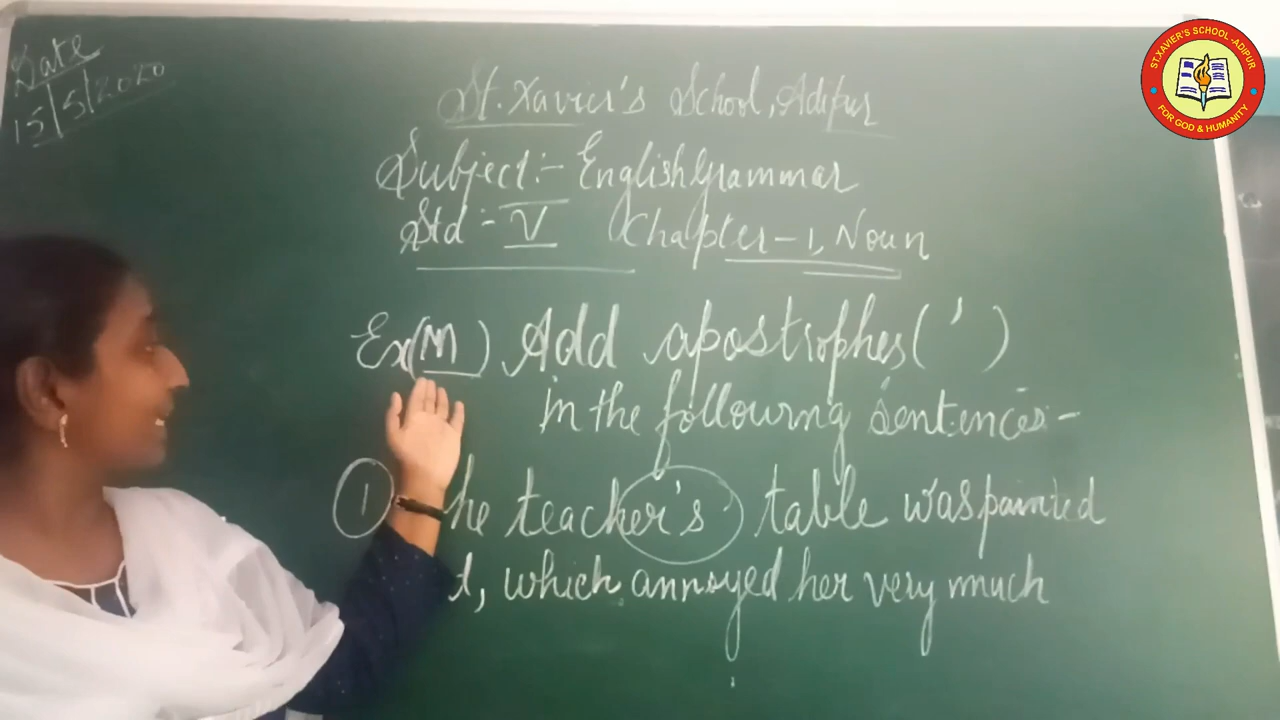 Date
15/5/2020
St. Xavier's School, Adipur
Subject:- English Grammar
Std - V Chapter - 1, Noun
Ex (M) Add apostrophes (')
in the following sentences:-
1 he teacher's table was painted
, which annoyed her very much
ST.XAVIER'S SCHOOL -ADIPUR
FOR GOD & HUMANITY